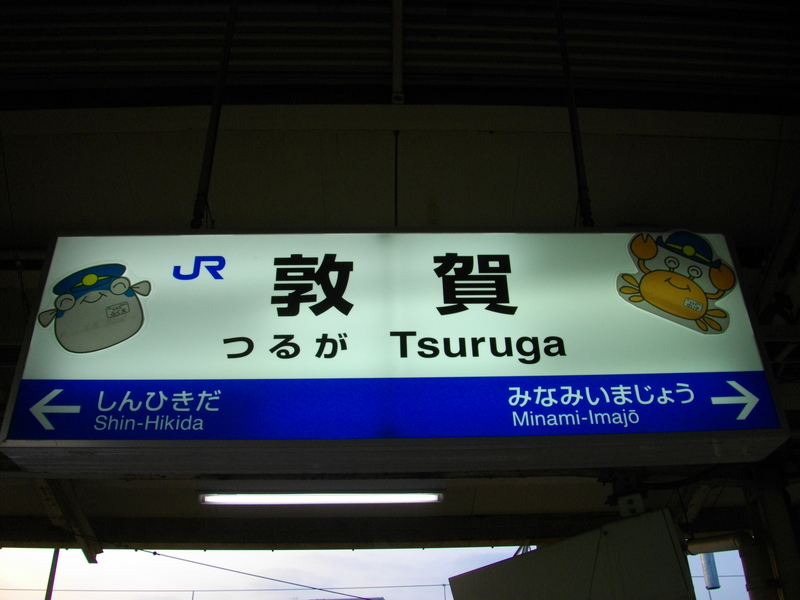 JR 敦賀
つるが Tsuruga
しんひきだ
Shin-Hikida
みなみいまじょう
Minami-Imajō